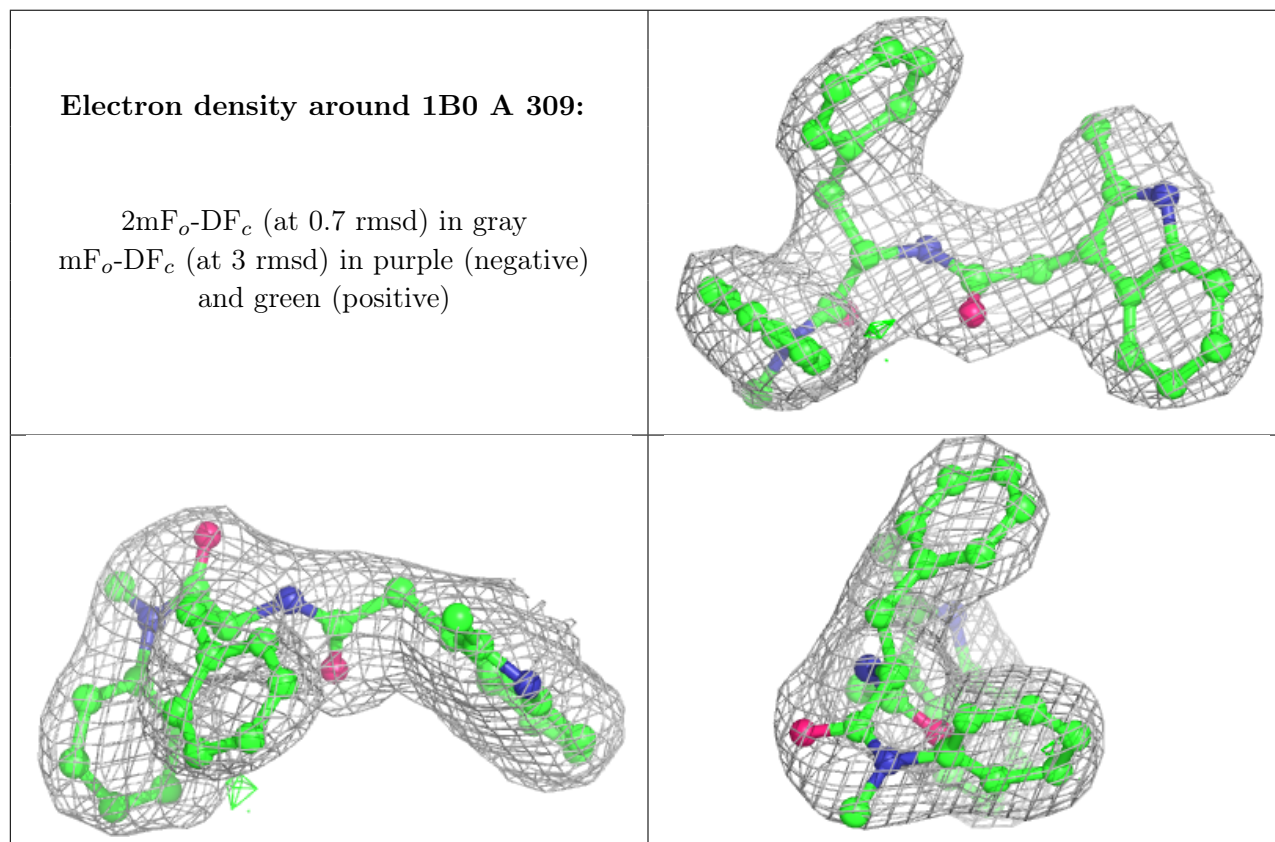 Electron density around 1B0 A 309:
2mFo-DFc (at 0.7 rmsd) in gray
mFo-DFc (at 3 rmsd) in purple (negative)
and green (positive)